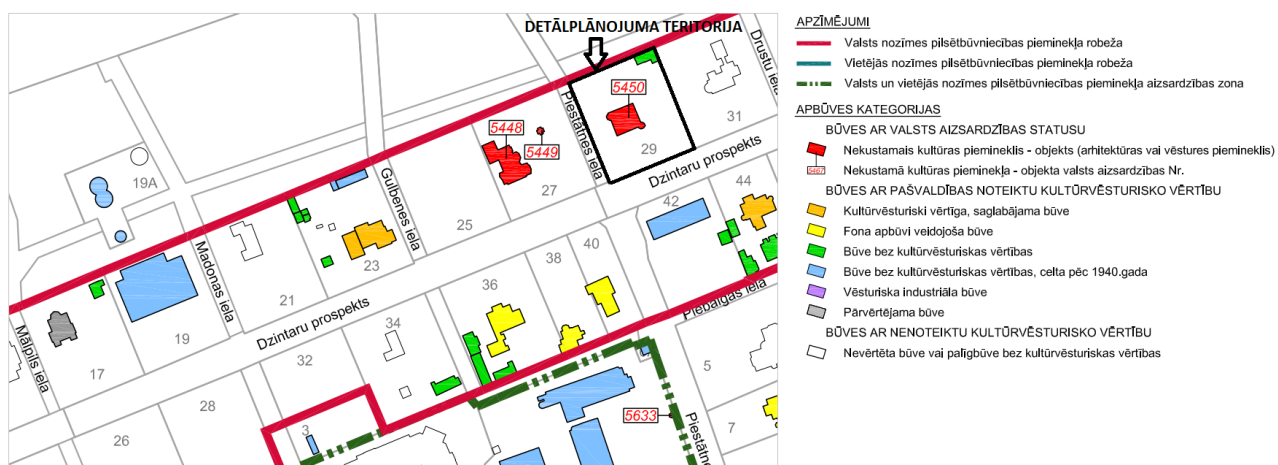 DETĀLPLĀNOJUMA TERITORIJA
Drustu iela
5450
Piestātnes iela
31
29
5448
5449
Dzintaru prospekts
19A
27
44
42
Gulbenes iela
25
40
Madonas iela
23
38
21
36
Piebalgas iela
Mālpils iela
Dzintaru prospekts
34
19
17
32
5
28
5633
3
26
7
Piestātne
APZĪMĒJUMI
Valsts nozīmes pilsētbūvniecības pieminekļa robeža
Vietējās nozīmes pilsētbūvniecības pieminekļa robeža
Valsts un vietējās nozīmes pilsētbūvniecības pieminekļa aizsardzības zona
APBŪVES KATEGORIJAS
BŪVES AR VALSTS AIZSARDZĪBAS STATUSU
Nekustamais kultūras piemineklis - objekts (arhitektūras vai vēstures piemineklis)
Nekustamā kultūras pieminekļa - objekta valsts aizsardzības Nr.
BŪVES AR PAŠVALDĪBAS NOTEIKTU KULTŪRVĒSTURISKO VĒRTĪBU
Kultūrvēsturiski vērtīga, saglabājama būve
Fona apbūvi veidojoša būve
Būve bez kultūrvēsturiskas vērtības
Būve bez kultūrvēsturiskas vērtības, celta pēc 1940.gada
Vēsturiska industriāla būve
Pārvērtējama būve
BŪVES AR NENOTEIKTU KULTŪRVĒSTURISKO VĒRTĪBU
Nevērtēta būve vai palīgbūve bez kultūrvēsturiskas vērtības